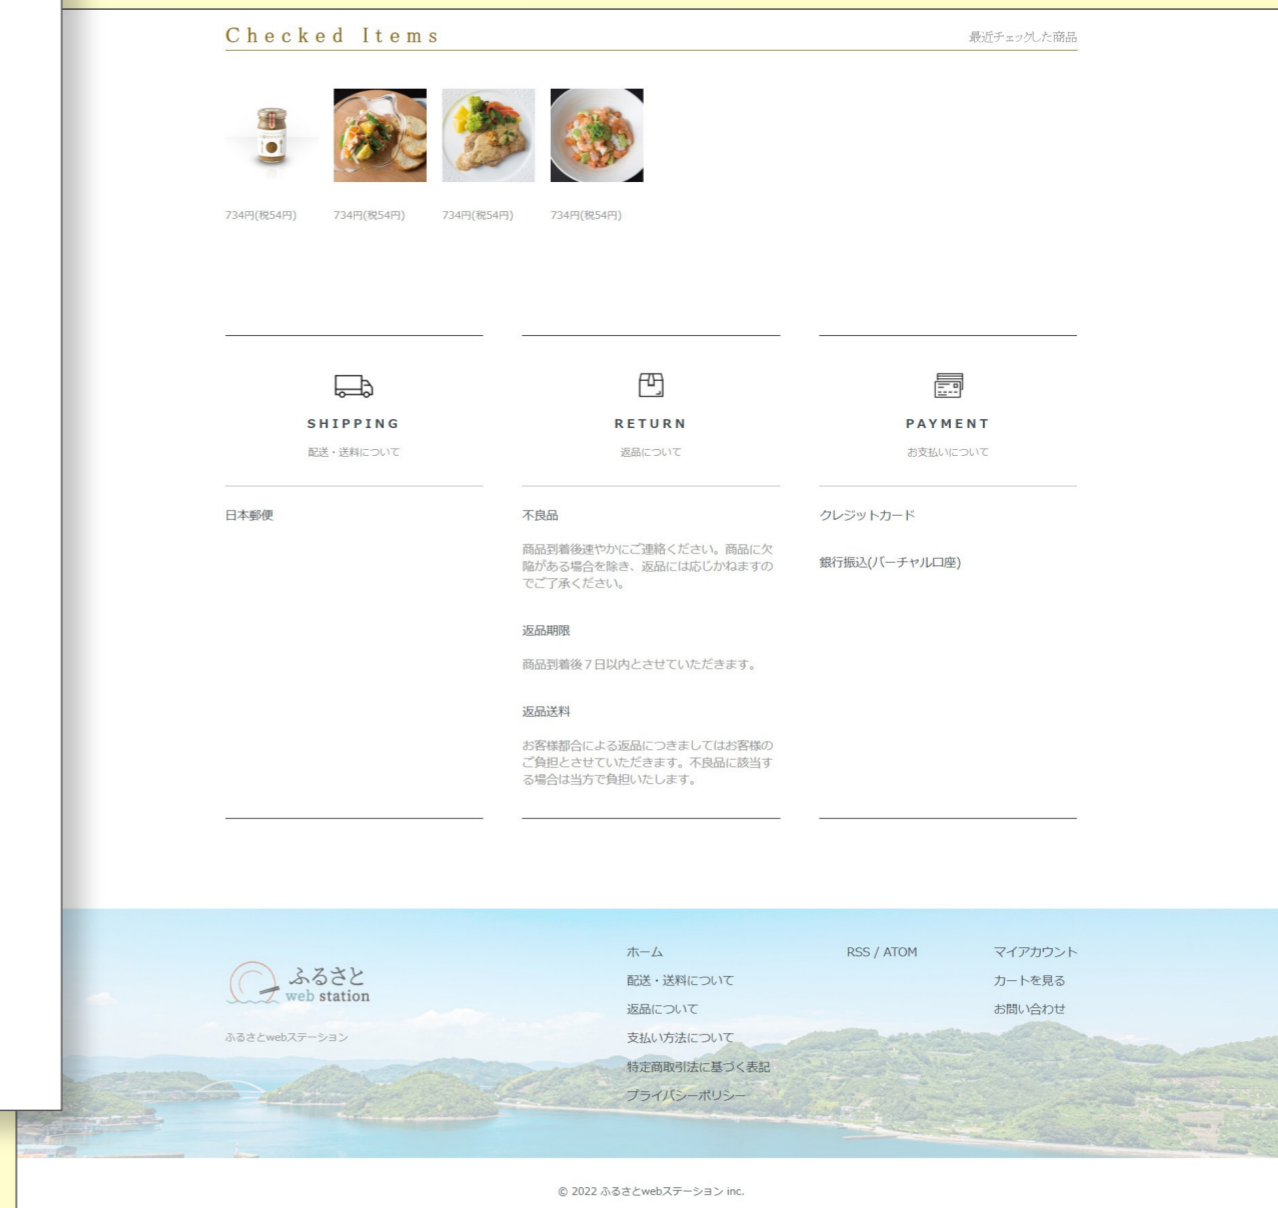 Checked Items
最近チェックした商品
734円(税54円)
734円(税54円)
734円(税54円)
734円(税54円)
SHIPPING
配送・送料について
日本郵便
RETURN
返品について
不良品
商品到着後速やかにご連絡ください。商品に欠
陥がある場合を除き、返品には応じかねますの
でご了承ください。
返品期限
商品到着後７日以内とさせていただきます。
返品送料
お客様都合による返品につきましてはお客様の
ご負担とさせていただきます。不良品に該当す
る場合は当方で負担いたします。
PAYMENT
お支払いについて
クレジットカード
銀行振込(バーチャル口座)
ふるさと
web station
ふるさとwebステーション
ホーム
配送・送料について
返品について
支払い方法について
特定商取引法に基づく表記
プライバシーポリシー
RSS / ATOM
マイアカウント
カートを見る
お問い合わせ
© 2022 ふるさとwebステーション inc.